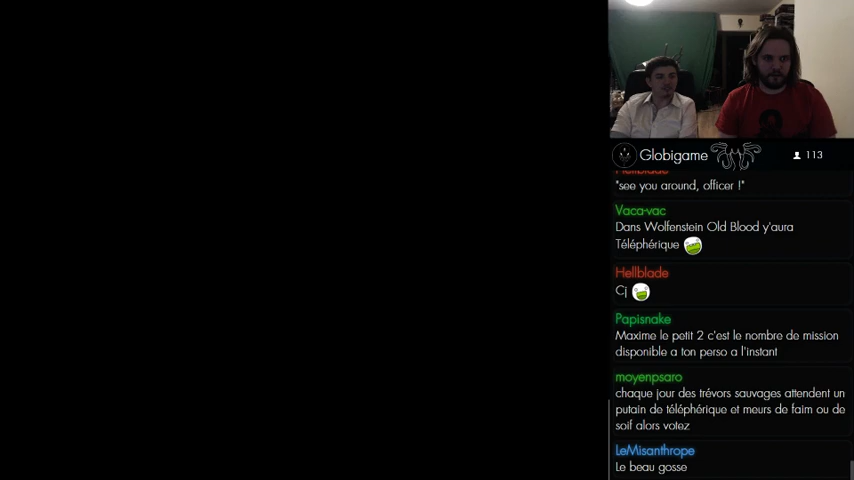 Globigame
113
Hellblade
"see you around, officer !"
Vaca-vac
Dans Wolfenstein Old Blood y'aura
Téléphérique
Hellblade
Cj
Papisnake
Maxime le petit 2 c'est le nombre de mission
disponible a ton perso a l'instant
moyenpsaro
chaque jour des trévors sauvages attendent un
putain de téléphérique et meurs de faim ou de
soif alors votez
LeMisanthrope
Le beau gosse